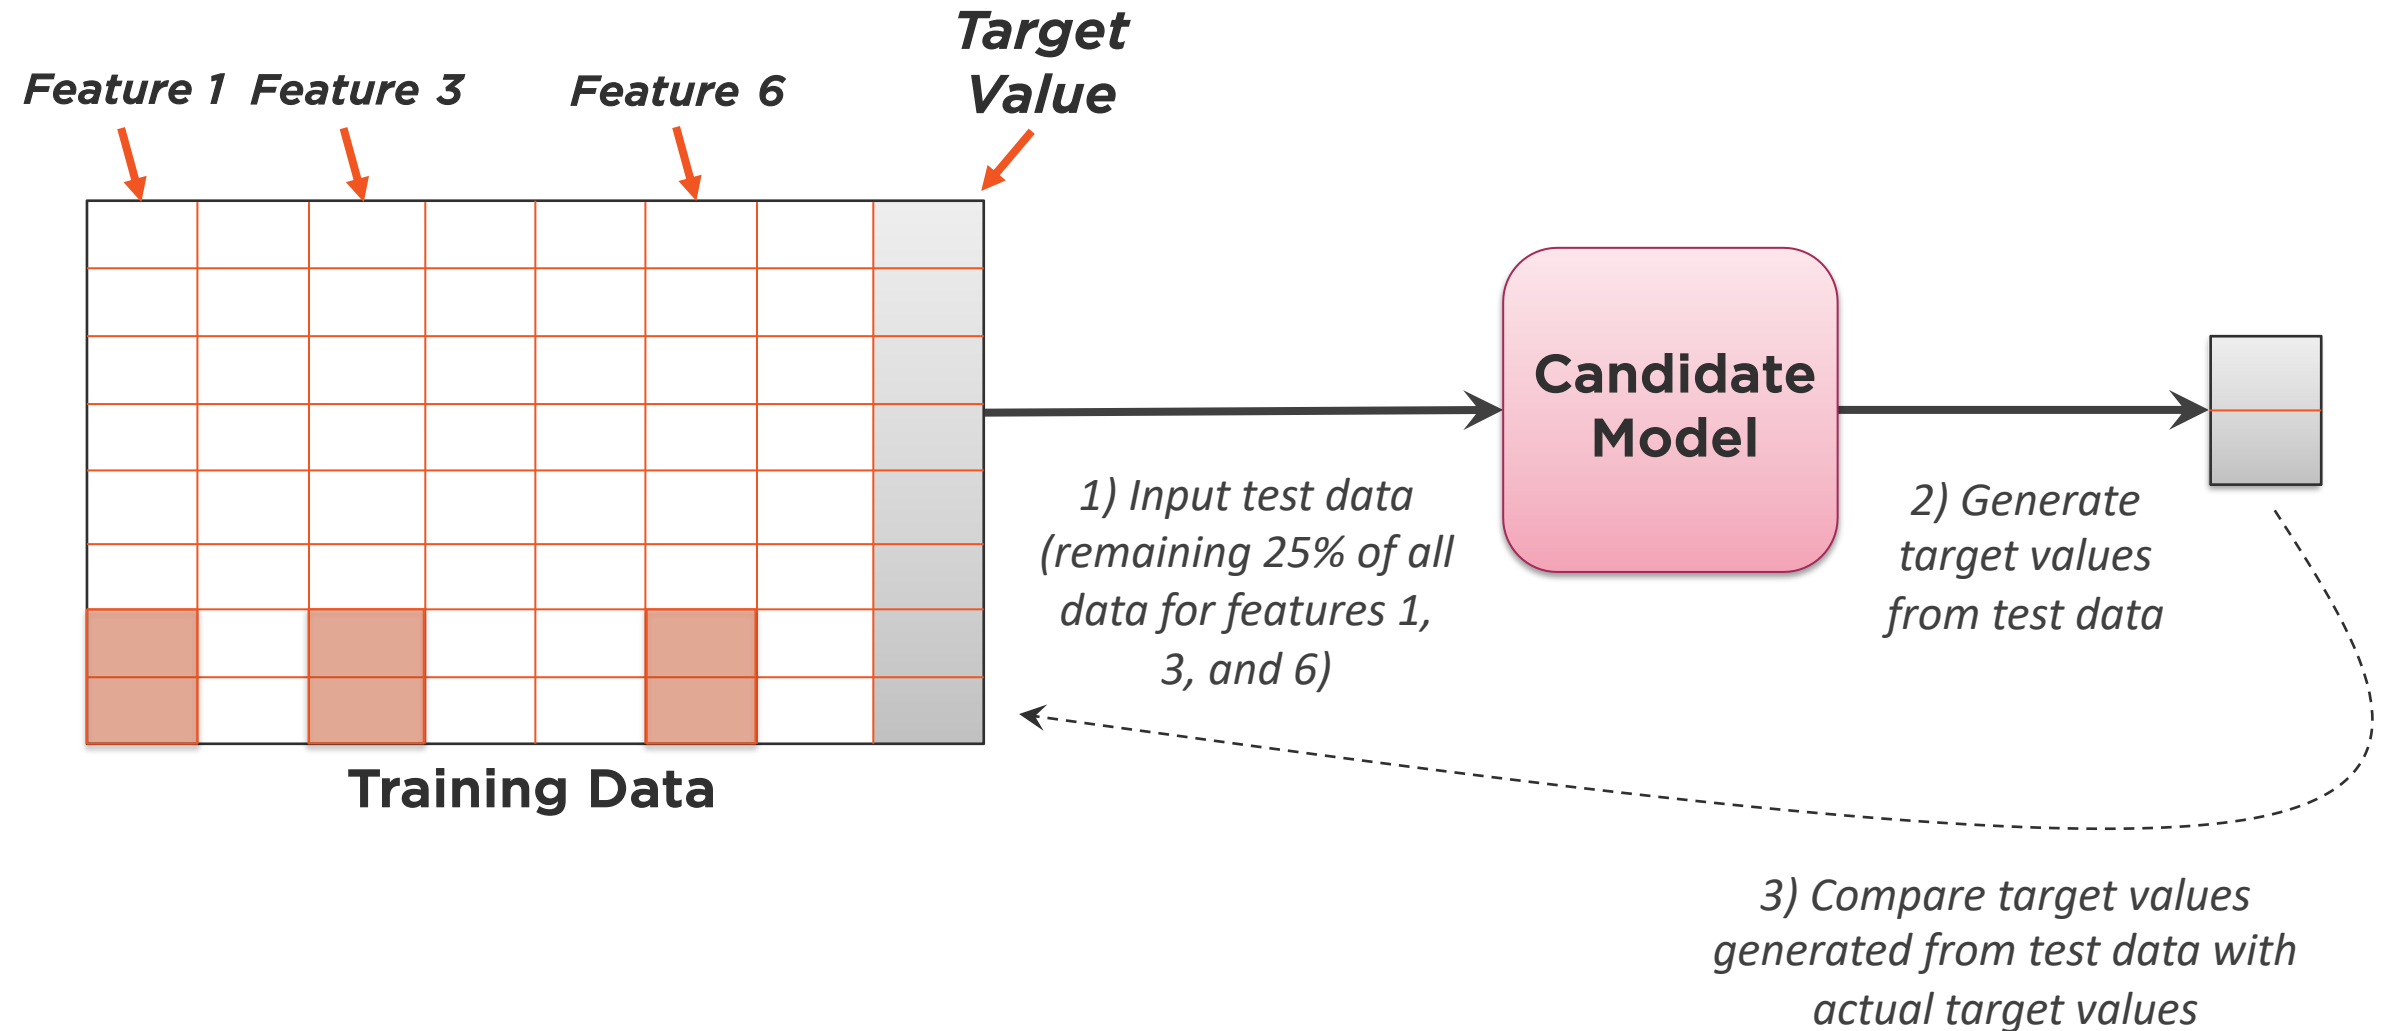 Target
Value
Feature 1
Feature 3
Feature 6
Candidate
Model
1) Input test data
(remaining 25% of all
data for features 1,
3, and 6)
2) Generate
target values
from test data
Training Data
3) Compare target values
generated from test data with
actual target values